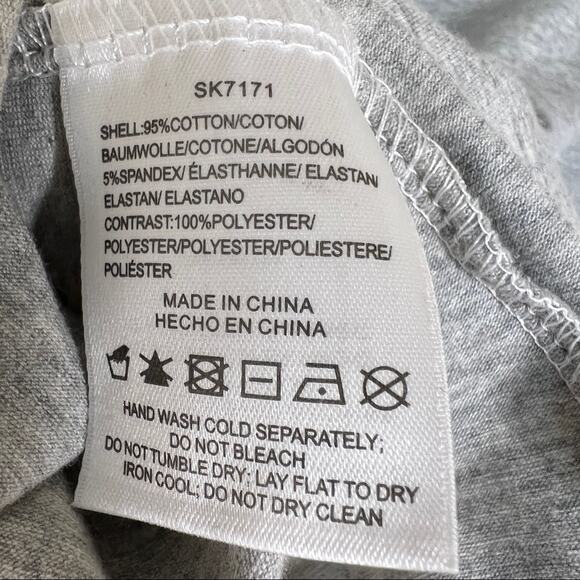 SK7171
SHELL:95%COTTON/COTON/
BAUMWOLLE/COTONE/ALGODÓN
5%SPANDEX/ ÉLASTHANNE/ ELASTAN/
ELASTAN/ ELASTANO
CONTRAST:100%POLYESTER/
POLYESTER/POLYESTER/POLIESTERE/
POLIÉSTER
MADE IN CHINA
HECHO EN CHINA
HAND WASH COLD SEPARATELY;
DO NOT BLEACH
DO NOT TUMBLE DRY: LAY FLAT TO DRY
IRON COOL; DO NOT DRY CLEAN